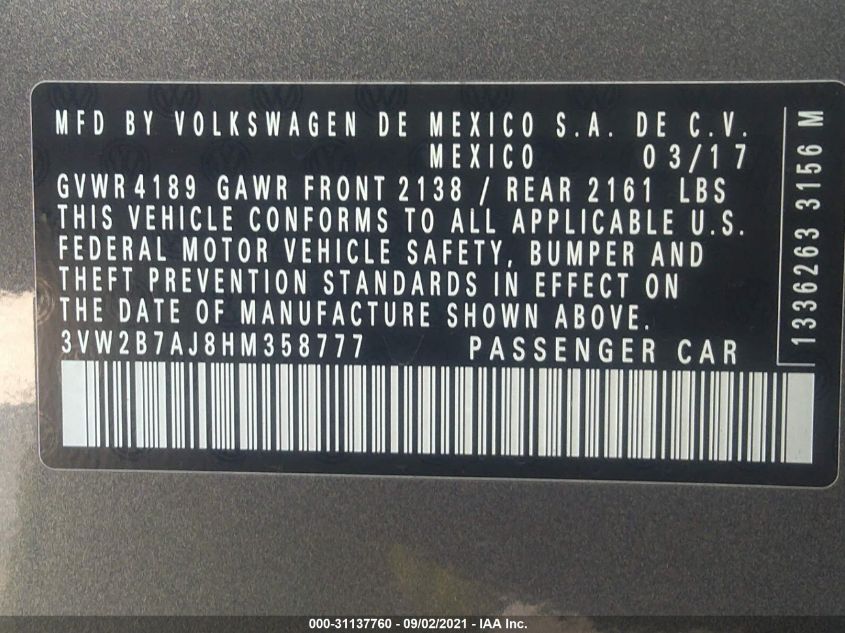 MFD BY VOLKSWAGEN DE MEXICO S.A. DE C.V.
MEXICO 03/17
GVWR 4189 GAWR FRONT 2138 / REAR 2161 LBS
THIS VEHICLE CONFORMS TO ALL APPLICABLE U.S.
FEDERAL MOTOR VEHICLE SAFETY, BUMPER AND
THEFT PREVENTION STANDARDS IN EFFECT ON
THE DATE OF MANUFACTURE SHOWN ABOVE.
3VW2B7AJ8HM358777 PASSENGER CAR
1336263 3156 M
000-31137760 - 09/02/2021 - IAA Inc.